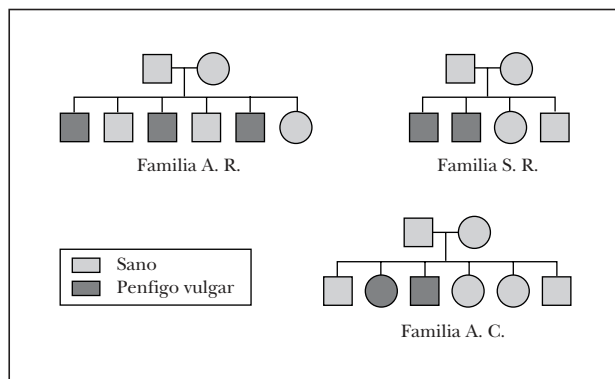 Familia A. R.
Familia S. R.
Sano
Penfigo vulgar
Familia A. C.